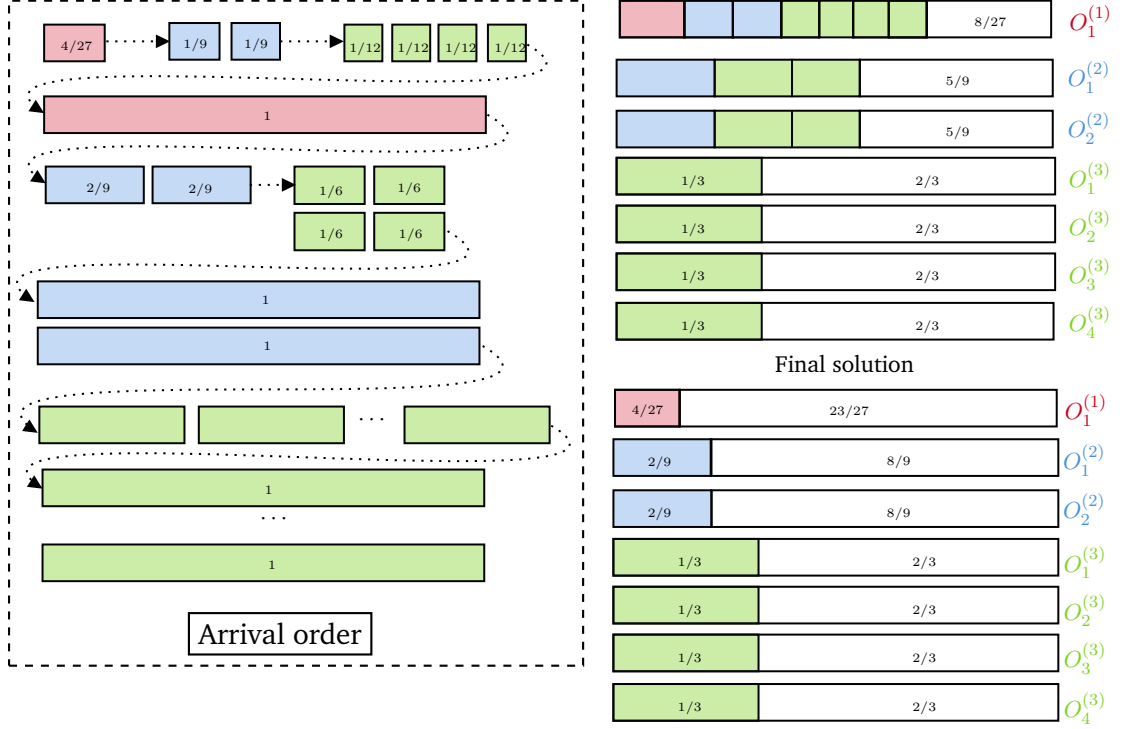 4/27 1/9 1/9 1/12 1/12 1/12 1/12
1
2/9 2/9 1/6 1/6
1/6 1/6
1
1
···
1
···
1
Arrival order
8/27 O_1^{(1)}
5/9 O_1^{(2)}
5/9 O_2^{(2)}
1/3 2/3 O_1^{(3)}
1/3 2/3 O_2^{(3)}
1/3 2/3 O_3^{(3)}
1/3 2/3 O_4^{(3)}
Final solution
4/27 23/27 O_1^{(1)}
2/9 8/9 O_1^{(2)}
2/9 8/9 O_2^{(2)}
1/3 2/3 O_1^{(3)}
1/3 2/3 O_2^{(3)}
1/3 2/3 O_3^{(3)}
1/3 2/3 O_4^{(3)}